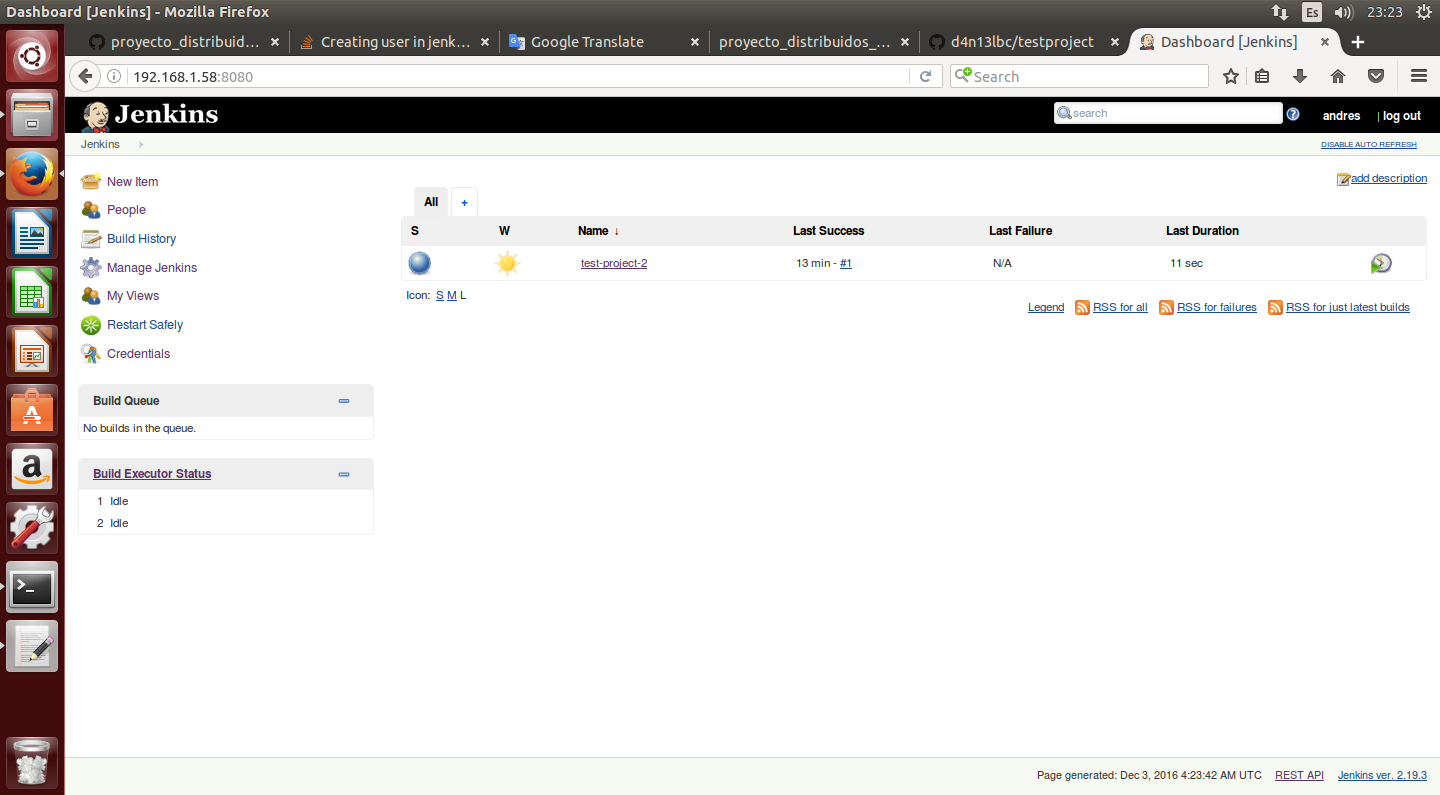 Dashboard [Jenkins] - Mozilla Firefox
Es
23:23
proyecto_distribuid...
Creating user in jenk...
Google Translate
proyecto_distribuidos_...
d4n13lbc/testproject
Dashboard [Jenkins]
192.168.1.58:8080
Search
Jenkins
search
andres
| log out
Jenkins
DISABLE AUTO REFRESH
New Item
People
Build History
Manage Jenkins
My Views
Restart Safely
Credentials
Build Queue
No builds in the queue.
Build Executor Status
1 Idle
2 Idle
add description
All +
S W Name ↓ Last Success Last Failure Last Duration
test-project-2 13 min - #1 N/A 11 sec
Icon: S M L
Legend RSS for all RSS for failures RSS for just latest builds
Page generated: Dec 3, 2016 4:23:42 AM UTC REST API Jenkins ver. 2.19.3